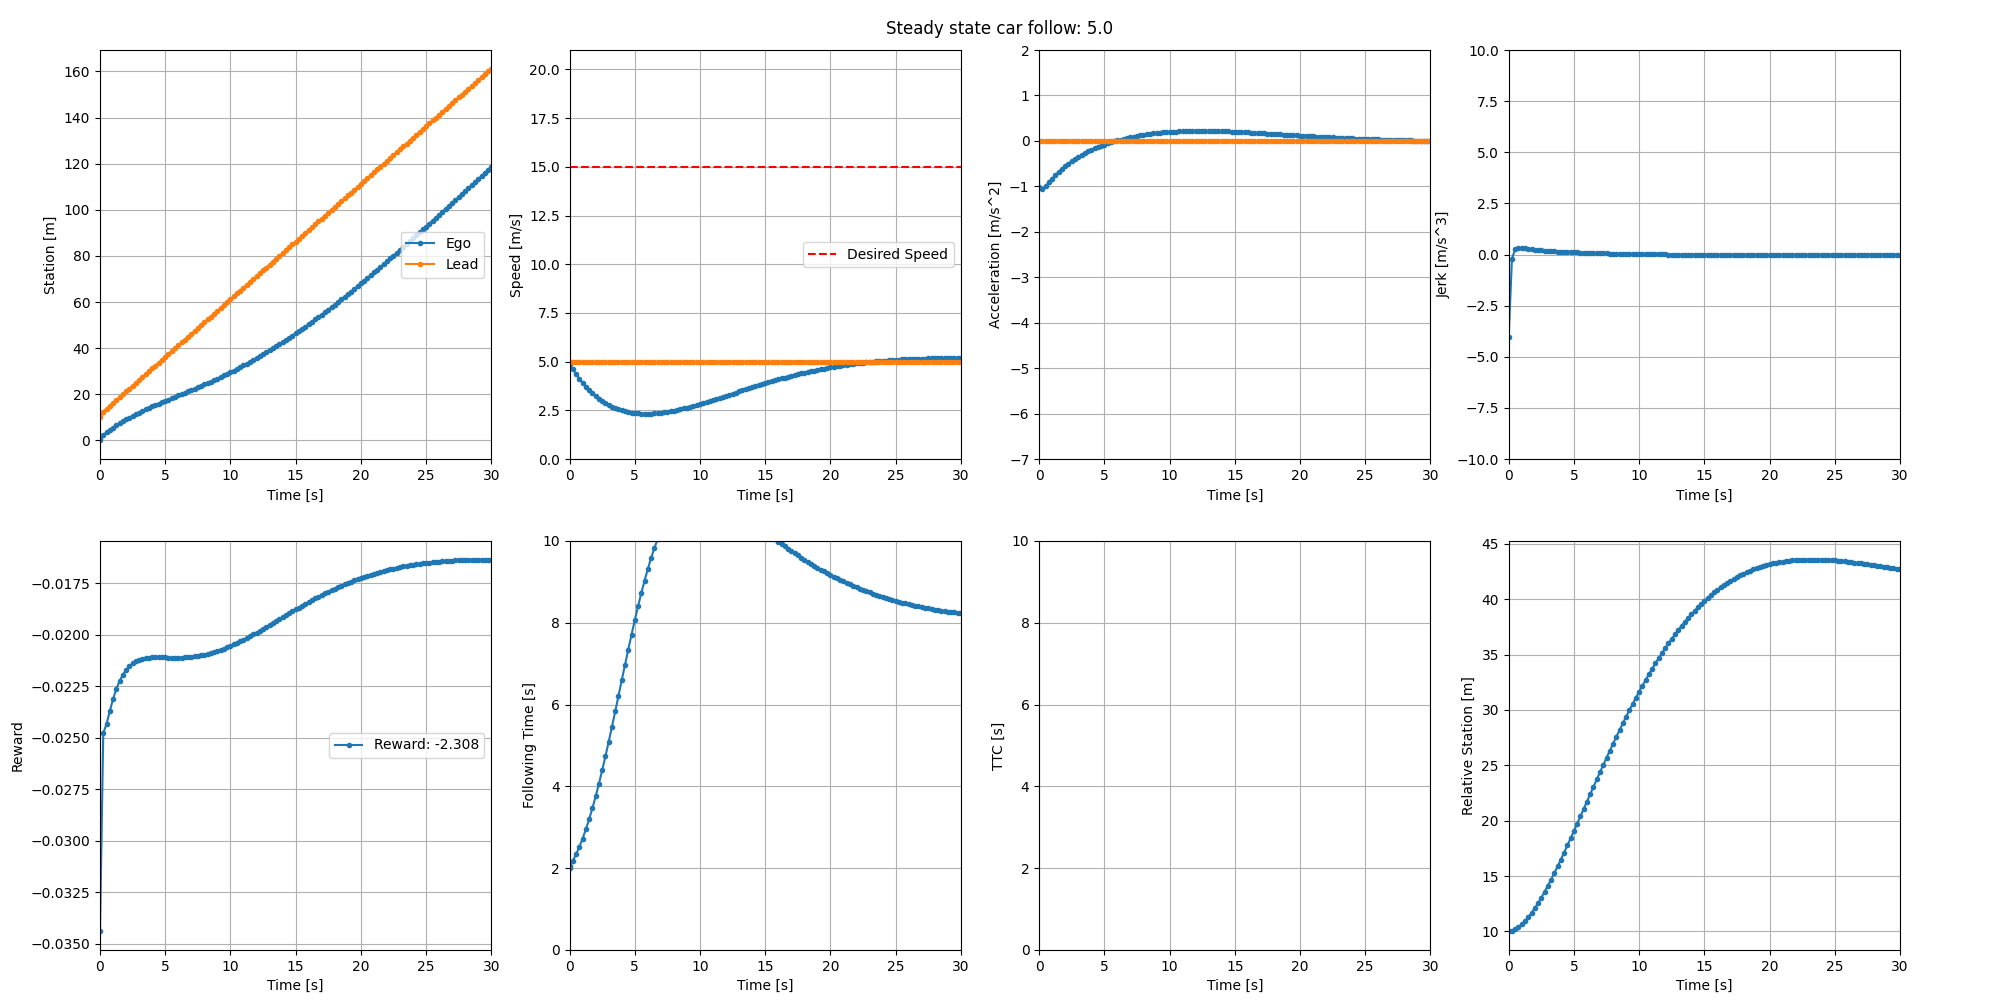 Steady state car follow: 5.0
160
140
120
100
80
60
40
20
0
Station [m]
Ego
Lead
0 5 10 15 20 25 30
Time [s]
20.0
17.5
15.0
12.5
10.0
7.5
5.0
2.5
0.0
Speed [m/s]
Desired Speed
0 5 10 15 20 25 30
Time [s]
2
1
0
−1
−2
−3
−4
−5
−6
−7
Acceleration [m/s^2]
0 5 10 15 20 25 30
Time [s]
10.0
7.5
5.0
2.5
0.0
−2.5
−5.0
−7.5
−10.0
Jerk [m/s^3]
0 5 10 15 20 25 30
Time [s]
−0.0175
−0.0200
−0.0225
−0.0250
−0.0275
−0.0300
−0.0325
−0.0350
Reward
Reward: -2.308
0 5 10 15 20 25 30
Time [s]
10
8
6
4
2
0
Following Time [s]
0 5 10 15 20 25 30
Time [s]
10
8
6
4
2
0
TTC [s]
0 5 10 15 20 25 30
Time [s]
45
40
35
30
25
20
15
10
Relative Station [m]
0 5 10 15 20 25 30
Time [s]